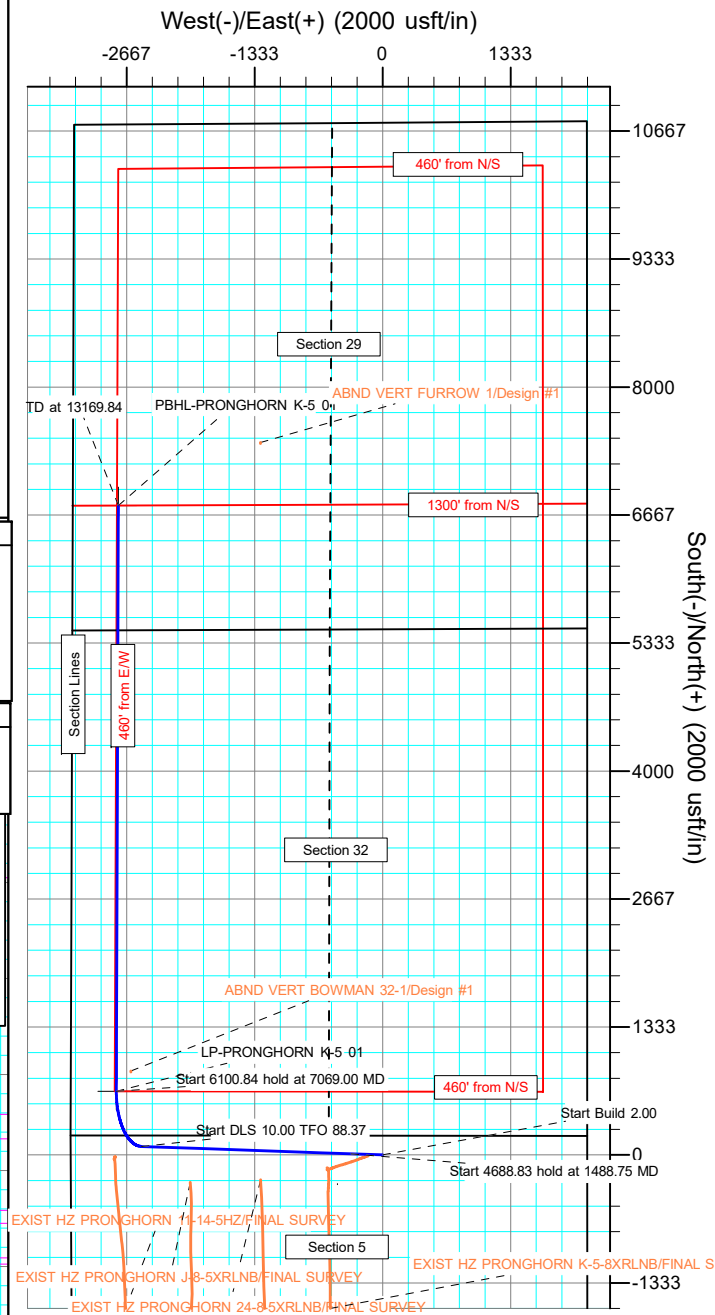 West(-)/East(+) (2000 usft/in)
-2667 -1333 0 1333
10667
460' from N/S
9333
Section 29
8000
ABND VERT FURROW 1/Design #1
TD at 13169.84
PBHL-PRONGHORN K-5 0
6667
1300' from N/S
South(-)/North(+) (2000 usft/in)
5333
Section Lines
460' from E/W
4000
Section 32
2667
ABND VERT BOWMAN 32-1/Design #1
1333
LP-PRONGHORN K-5 01
Start 6100.84 hold at 7069.00 MD
460' from N/S
Start Build 2.00
Start DLS 10.00 TFO 88.37
0
Start 4688.83 hold at 1488.75 MD
EXIST HZ PRONGHORN 11-14-5HZ/FINAL SURVEY
Section 5
EXIST HZ PRONGHORN K-5-8XRLNB/FINAL S
EXIST HZ PRONGHORN J-8-5XRLNB/FINAL SURVEY
-1333
EXIST HZ PRONGHORN 24-8-5XRLNB/FINAL SURVEY